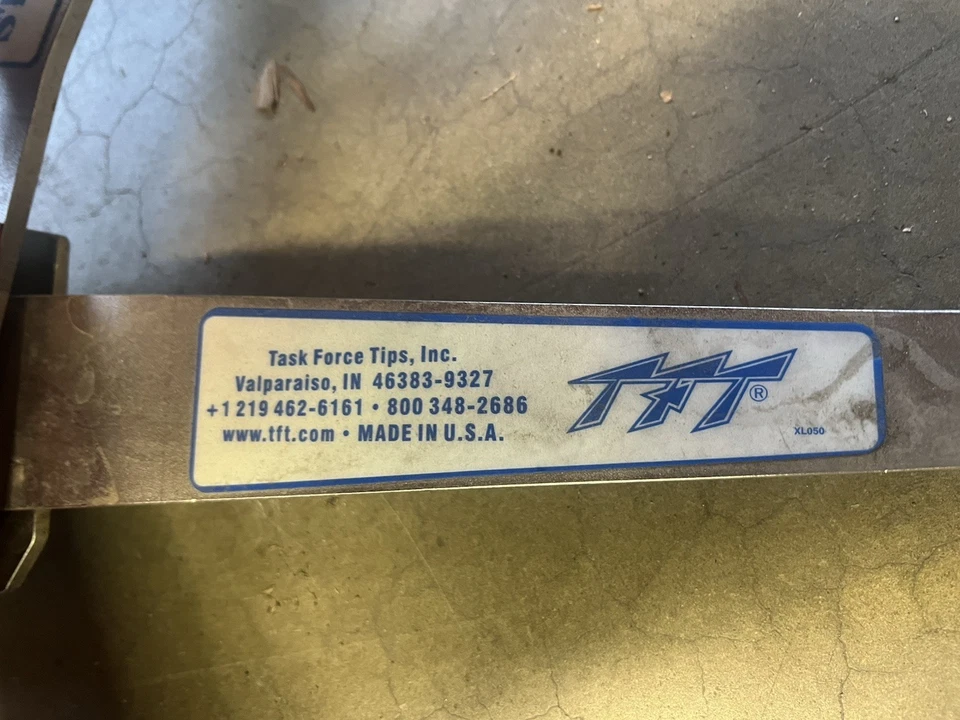 Task Force Tips, Inc.
Valparaiso, IN 46383-9327
+1 219 462-6161 • 800 348-2686
www.tft.com • MADE IN U.S.A.
TFT®
XL050